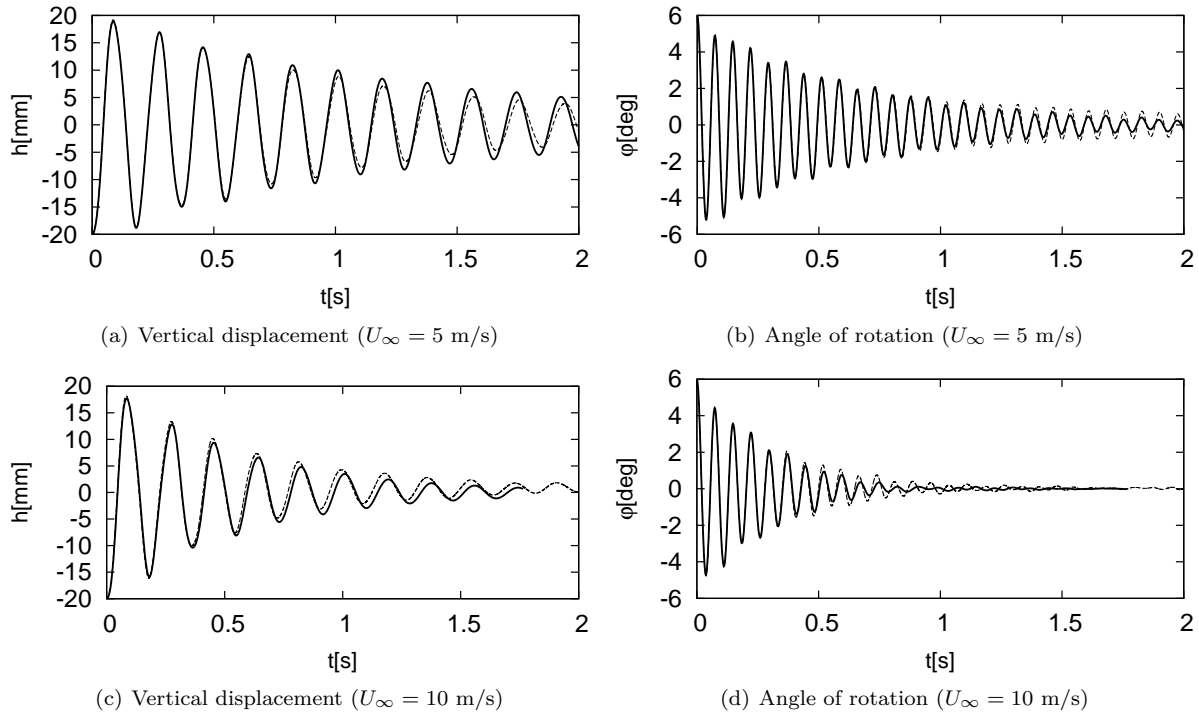 20
15
10
5
0
-5
-10
-15
-20
h[mm]
0 0.5 1 1.5 2
t[s]
(a) Vertical displacement (U∞ = 5 m/s)
6
4
2
0
-2
-4
-6
φ[deg]
0 0.5 1 1.5 2
t[s]
(b) Angle of rotation (U∞ = 5 m/s)
20
15
10
5
0
-5
-10
-15
-20
h[mm]
0 0.5 1 1.5 2
t[s]
(c) Vertical displacement (U∞ = 10 m/s)
6
4
2
0
-2
-4
-6
φ[deg]
0 0.5 1 1.5 2
t[s]
(d) Angle of rotation (U∞ = 10 m/s)